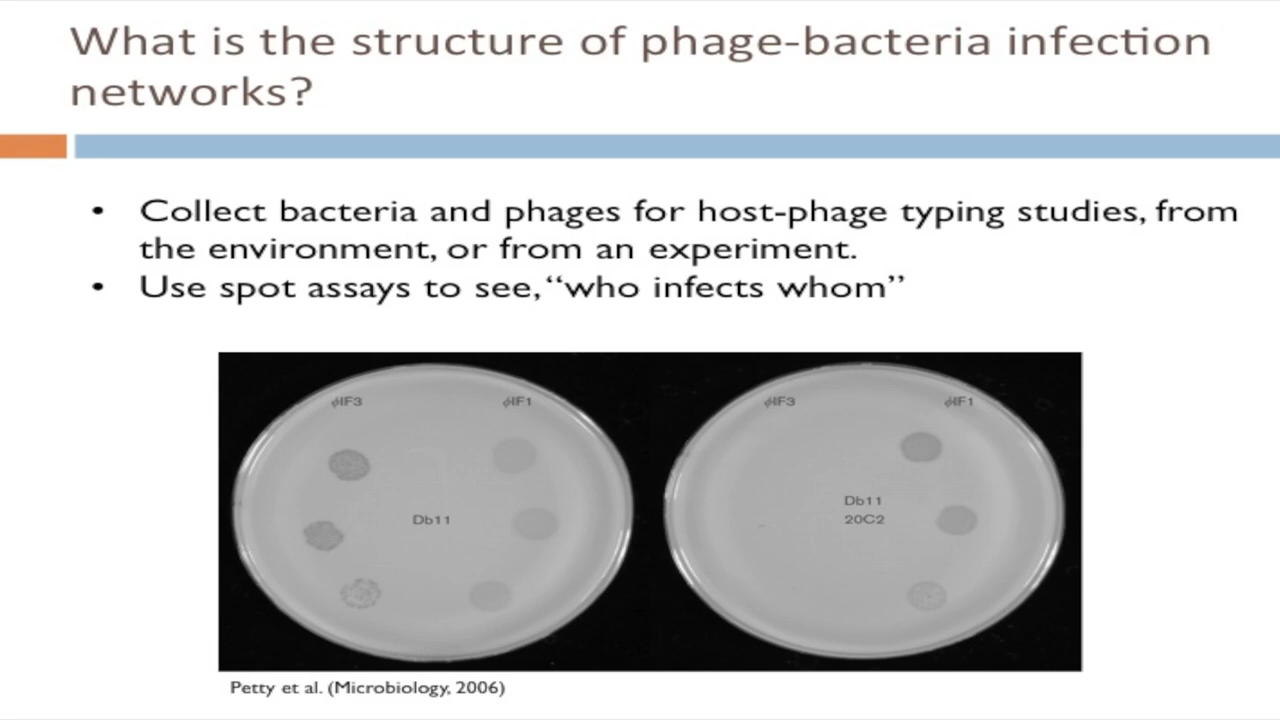 What is the structure of phage-bacteria infection
networks?
• Collect bacteria and phages for host-phage typing studies, from
the environment, or from an experiment.
• Use spot assays to see, “who infects whom”
ϕIF3 ϕIF1 ϕIF3 ϕIF1
Db11
Db11
20C2
Petty et al. (Microbiology, 2006)